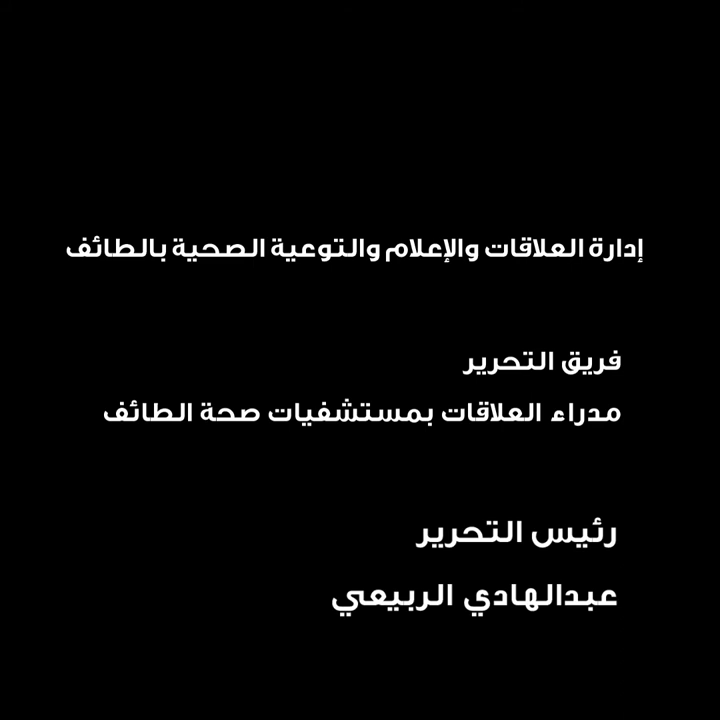 إدارة العلاقات والإعلام والتوعية الصحية بالطائف
فريق التحرير
مدراء العلاقات بمستشفيات صحة الطائف
رئيس التحرير
عبدالهادي الربيعي